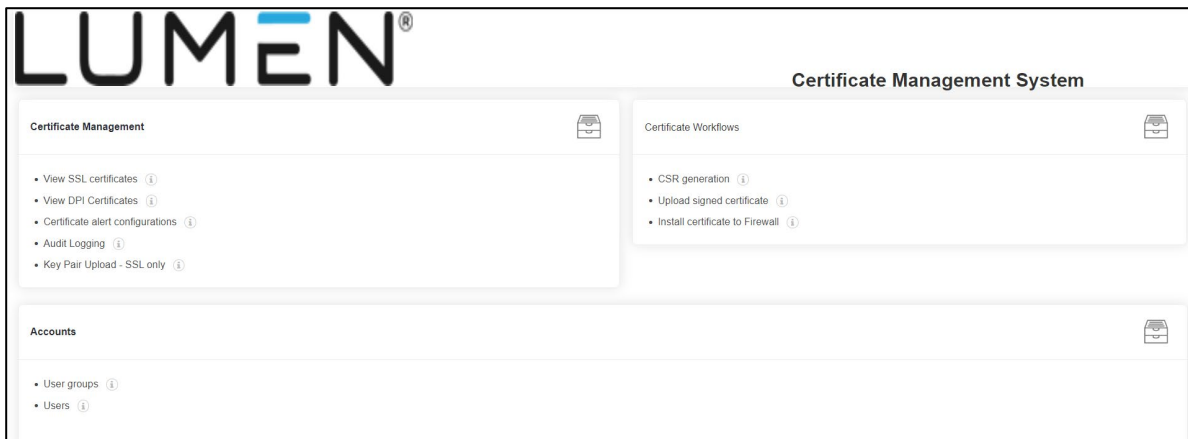 LUMEN®
Certificate Management System
Certificate Management
View SSL certificates
View DPI Certificates
Certificate alert configurations
Audit Logging
Key Pair Upload - SSL only
Certificate Workflows
CSR generation
Upload signed certificate
Install certificate to Firewall
Accounts
User groups
Users